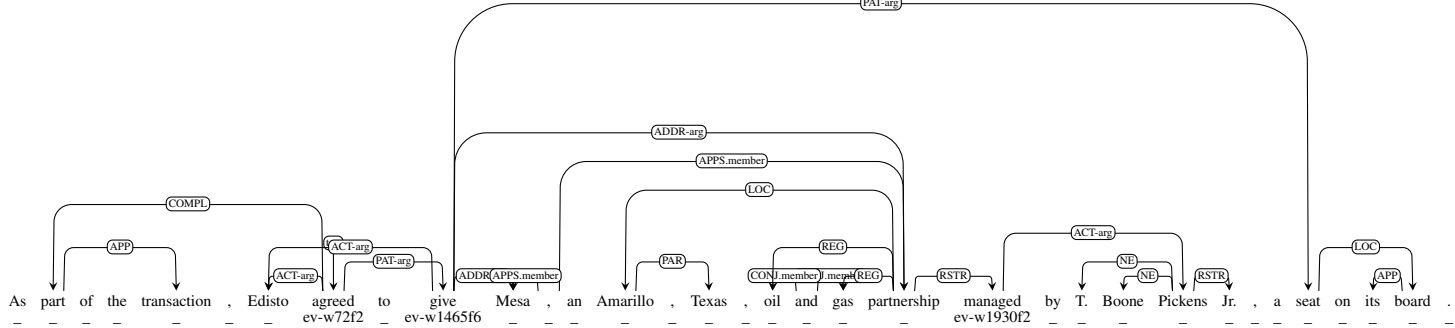 PAT-arg
ADDR-arg
APPS.member
LOC
COMPL
ACT-arg
APP ACT-arg REG NE LOC
PAT-arg PAR NE
ACT-arg ADDR APPS.member CONJ.member REG RSTR NE RSTR APP
As part of the transaction , Edisto agreed to give Mesa , an Amarillo , Texas , oil and gas partnership managed by T. Boone Pickens Jr. , a seat on its board .
_ _ _ _ _ _ _ ev-w72f2 _ ev-w1465f6 _ _ _ _ _ _ _ _ _ _ _ ev-w1930f2 _ _ _ _ _ _ _ _ _ _ _ _